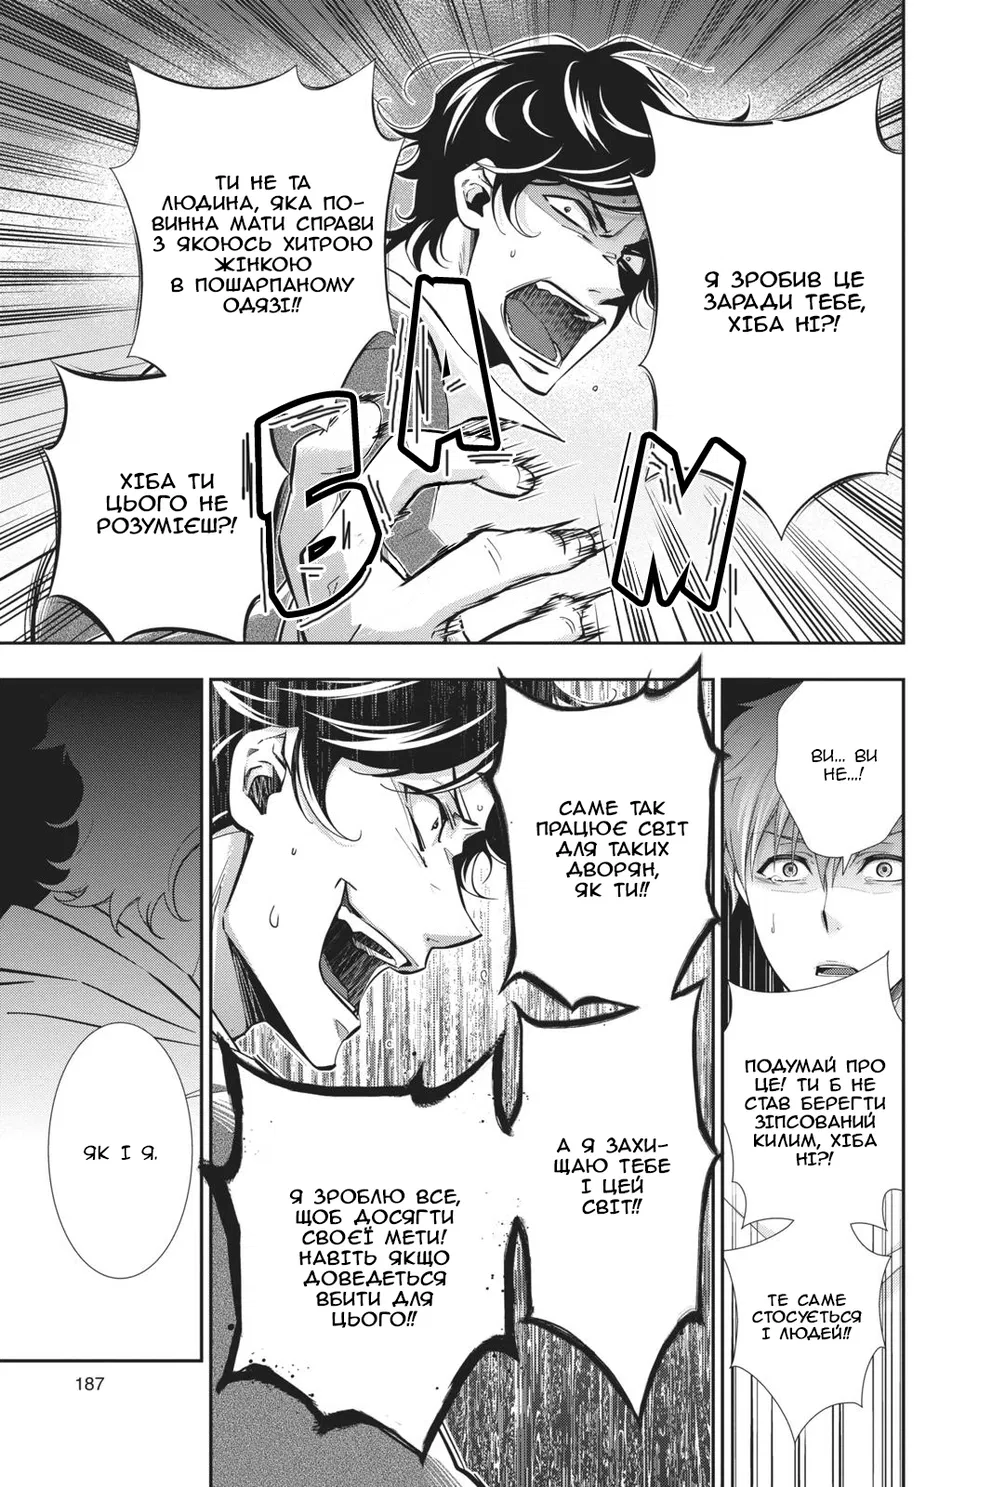 Я ЗРОБИВ ЦЕ
ЗАРАДИ ТЕБЕ,
ХІБА НІ?!
ТИ НЕ ТА
ЛЮДИНА, ЯКА ПО-
ВИННА МАТИ СПРАВИ
З ЯКОЮСЬ ХИТРОЮ
ЖІНКОЮ
В ПОШАРПАНОМУ
ОДЯЗІ!!
ХІБА ТИ
ЦЬОГО НЕ
РОЗУМІЄШ?!
БАМ
ВИ... ВИ
НЕ...!
ПОДУМАЙ ПРО
ЦЕ! ТИ Б НЕ
СТАВ БЕРЕГТИ
ЗІПСОВАНИЙ
КИЛИМ, ХІБА
НІ?!
ТЕ САМЕ
СТОСУЄТЬСЯ
І ЛЮДЕЙ!!
САМЕ ТАК
ПРАЦЮЄ СВІТ
ДЛЯ ТАКИХ
ДВОРЯН,
ЯК ТИ!!
А Я ЗАХИ-
ЩАЮ ТЕБЕ
І ЦЕЙ
СВІТ!!
Я ЗРОБЛЮ ВСЕ,
ЩОБ ДОСЯГТИ
СВОЄЇ МЕТИ!
НАВІТЬ ЯКЩО
ДОВЕДЕТЬСЯ
ВБИТИ ДЛЯ
ЦЬОГО!!
ЯК І Я.
187